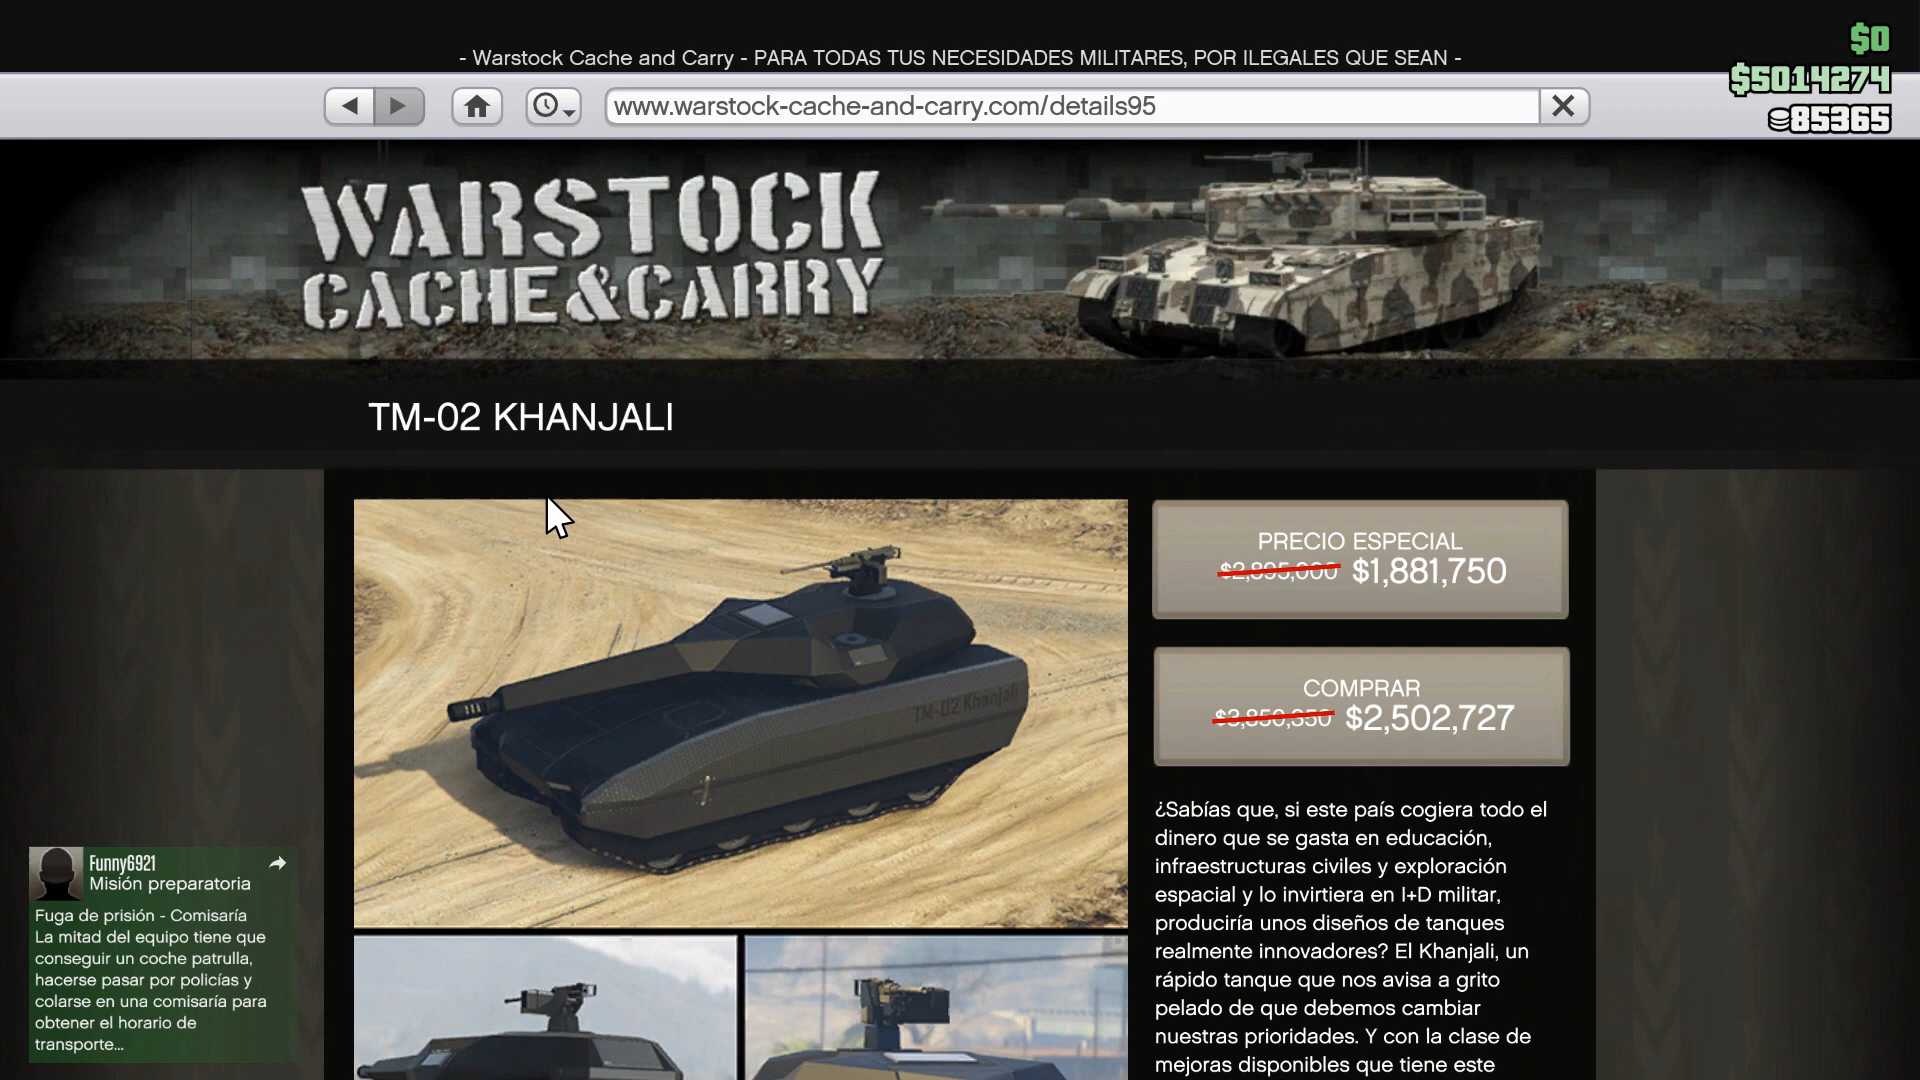 - Warstock Cache and Carry - PARA TODAS TUS NECESIDADES MILITARES, POR ILEGALES QUE SEAN -
$0
$5014274
85365
www.warstock-cache-and-carry.com/details95
WARSTOCK
CACHE&CARRY
TM-02 KHANJALI
TM-02 Khanjali
PRECIO ESPECIAL
$2,895,000 $1,881,750
COMPRAR
$3,850,350 $2,502,727
¿Sabías que, si este país cogiera todo el
dinero que se gasta en educación,
infraestructuras civiles y exploración
espacial y lo invirtiera en I+D militar,
produciría unos diseños de tanques
realmente innovadores? El Khanjali, un
rápido tanque que nos avisa a grito
pelado de que debemos cambiar
nuestras prioridades. Y con la clase de
mejoras disponibles que tiene este
Funny6921
Misión preparatoria
Fuga de prisión - Comisaría
La mitad del equipo tiene que
conseguir un coche patrulla,
hacerse pasar por policías y
colarse en una comisaría para
obtener el horario de
transporte...